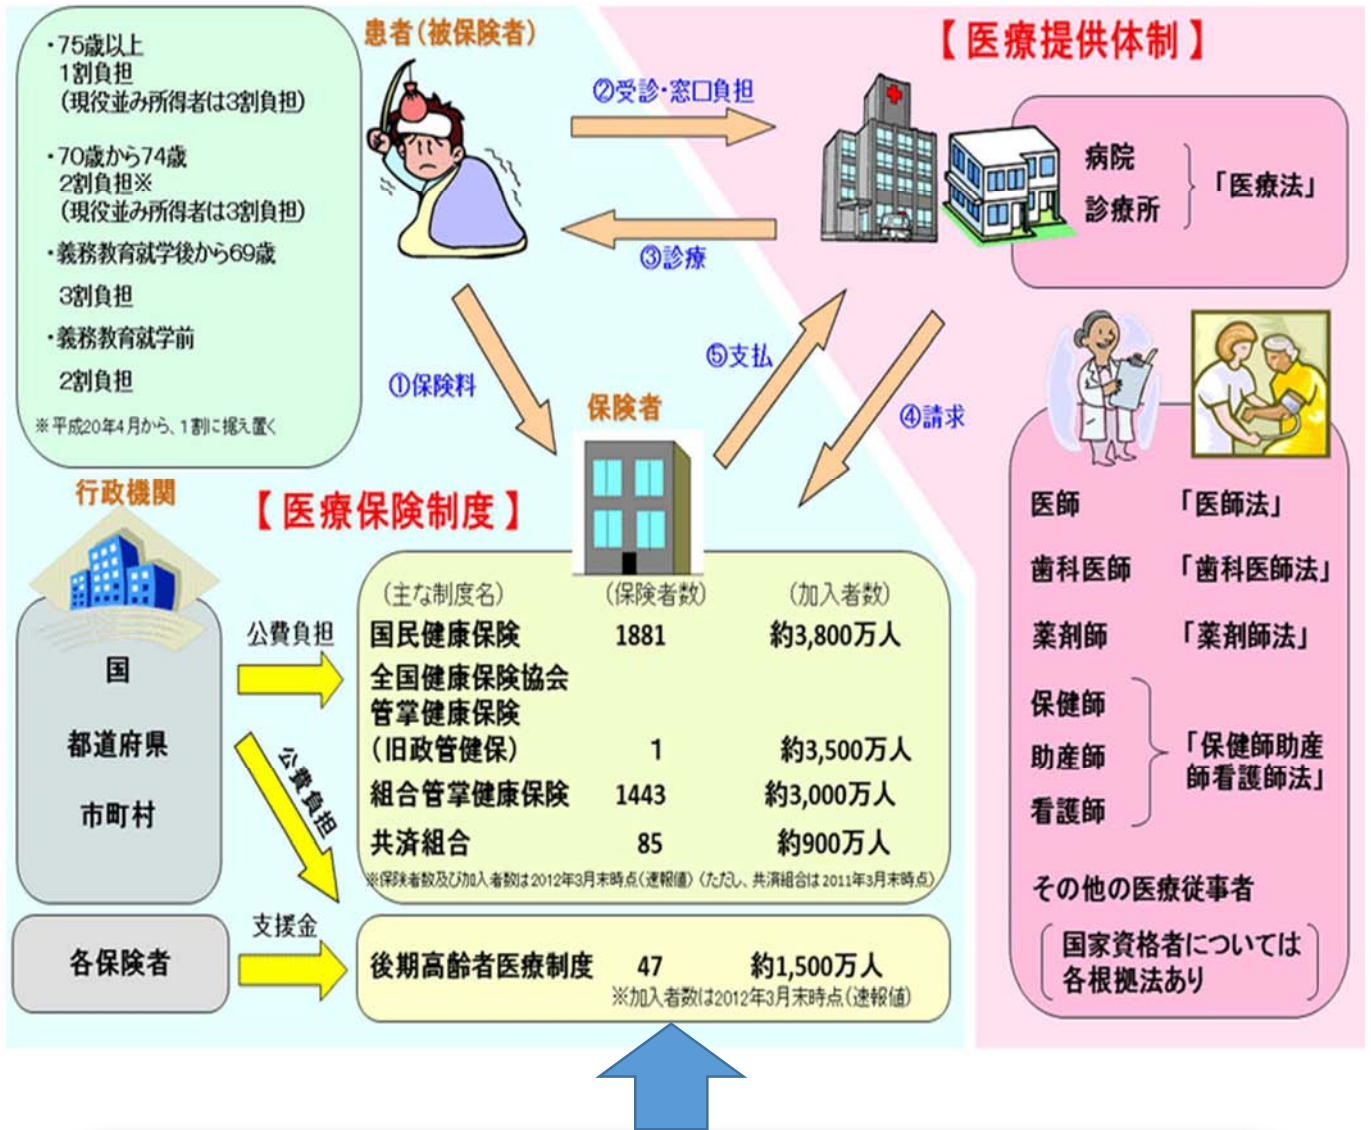 ・75歳以上
1割負担
(現役並み所得者は3割負担)
・70歳から74歳
2割負担※
(現役並み所得者は3割負担)
・義務教育就学後から69歳
3割負担
・義務教育就学前
2割負担
※平成20年4月から、1割に据え置く
患者(被保険者)
②受診・窓口負担
③診療
①保険料
⑤支払
④請求
保険者
【医療提供体制】
病院
診療所
「医療法」
医師 「医師法」
歯科医師 「歯科医師法」
薬剤師 「薬剤師法」
保健師
助産師
看護師
「保健師助産
師看護師法」
その他の医療従事者
国家資格者については
各根拠法あり
行政機関
【医療保険制度】
国
都道府県
市町村
公費負担
公費負担
(主な制度名) (保険者数) (加入者数)
国民健康保険 1881 約3,800万人
全国健康保険協会
管掌健康保険
(旧政管健保) 1 約3,500万人
組合管掌健康保険 1443 約3,000万人
共済組合 85 約900万人
※保険者数及び加入者数は2012年3月末時点(速報値)(ただし、共済組合は2011年3月末時点)
各保険者
支援金
後期高齢者医療制度 47 約1,500万人
※加入者数は2012年3月末時点(速報値)